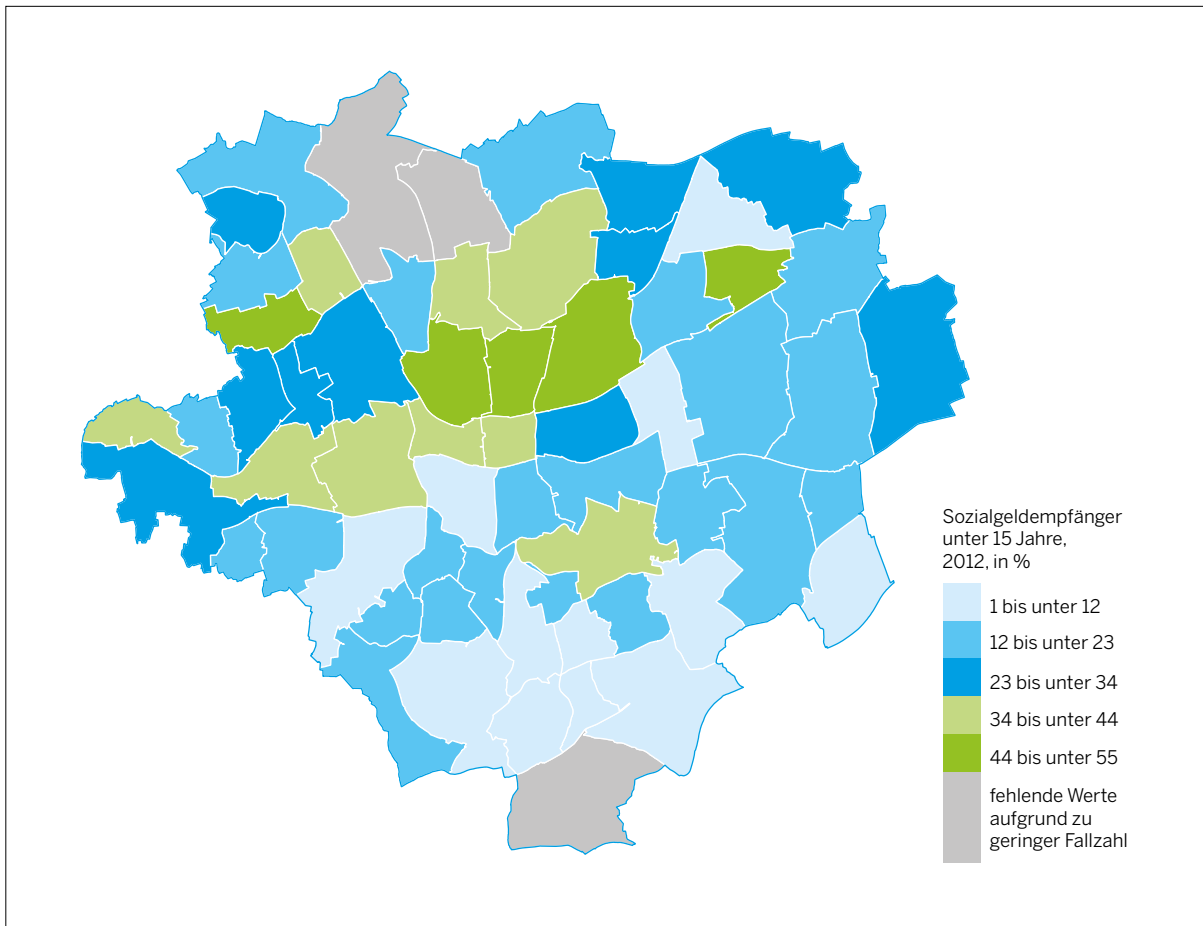 Sozialgeldempfänger
unter 15 Jahre,
2012, in %
1 bis unter 12
12 bis unter 23
23 bis unter 34
34 bis unter 44
44 bis unter 55
fehlende Werte
aufgrund zu
geringer Fallzahl